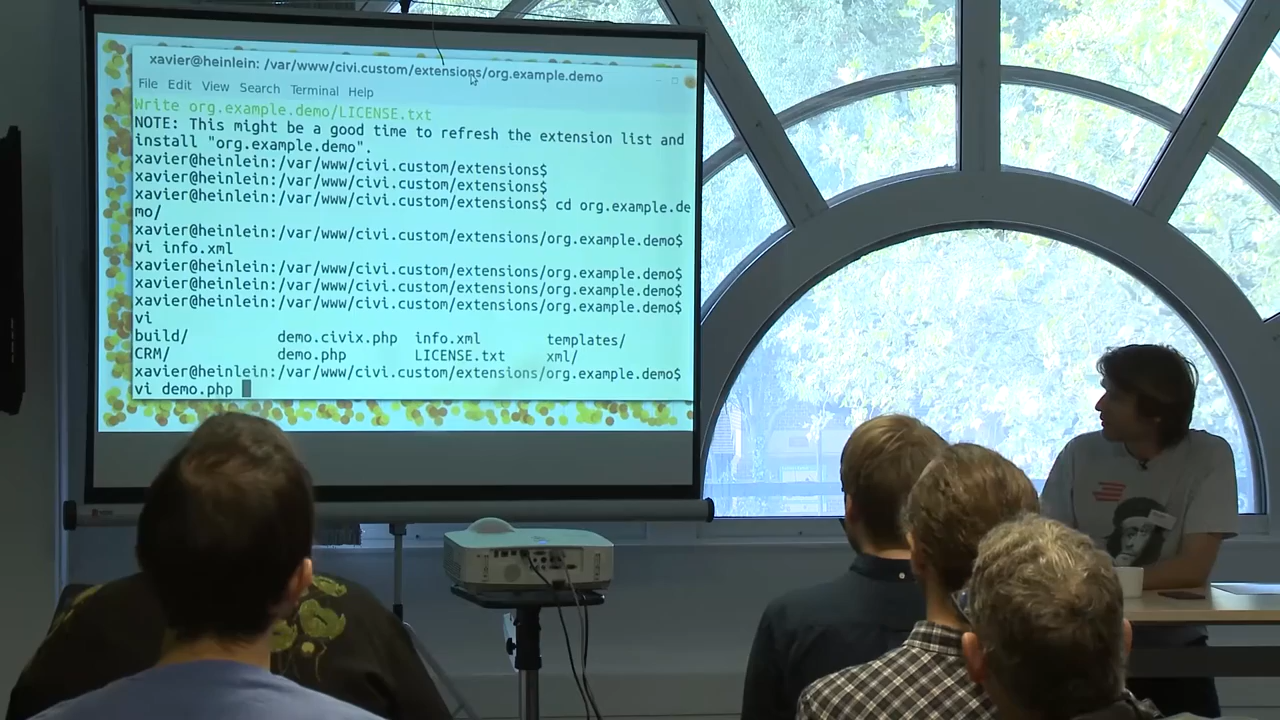 xavier@heinlein: /var/www/civi.custom/extensions/org.example.demo
File Edit View Search Terminal Help
Write org.example.demo/LICENSE.txt
NOTE: This might be a good time to refresh the extension list and
install "org.example.demo".
xavier@heinlein:/var/www/civi.custom/extensions$
xavier@heinlein:/var/www/civi.custom/extensions$
xavier@heinlein:/var/www/civi.custom/extensions$ cd org.example.de
mo/
xavier@heinlein:/var/www/civi.custom/extensions/org.example.demo$
vi info.xml
xavier@heinlein:/var/www/civi.custom/extensions/org.example.demo$
xavier@heinlein:/var/www/civi.custom/extensions/org.example.demo$
xavier@heinlein:/var/www/civi.custom/extensions/org.example.demo$
vi
build/ demo.civix.php info.xml templates/
CRM/ demo.php LICENSE.txt xml/
xavier@heinlein:/var/www/civi.custom/extensions/org.example.demo$
vi demo.php